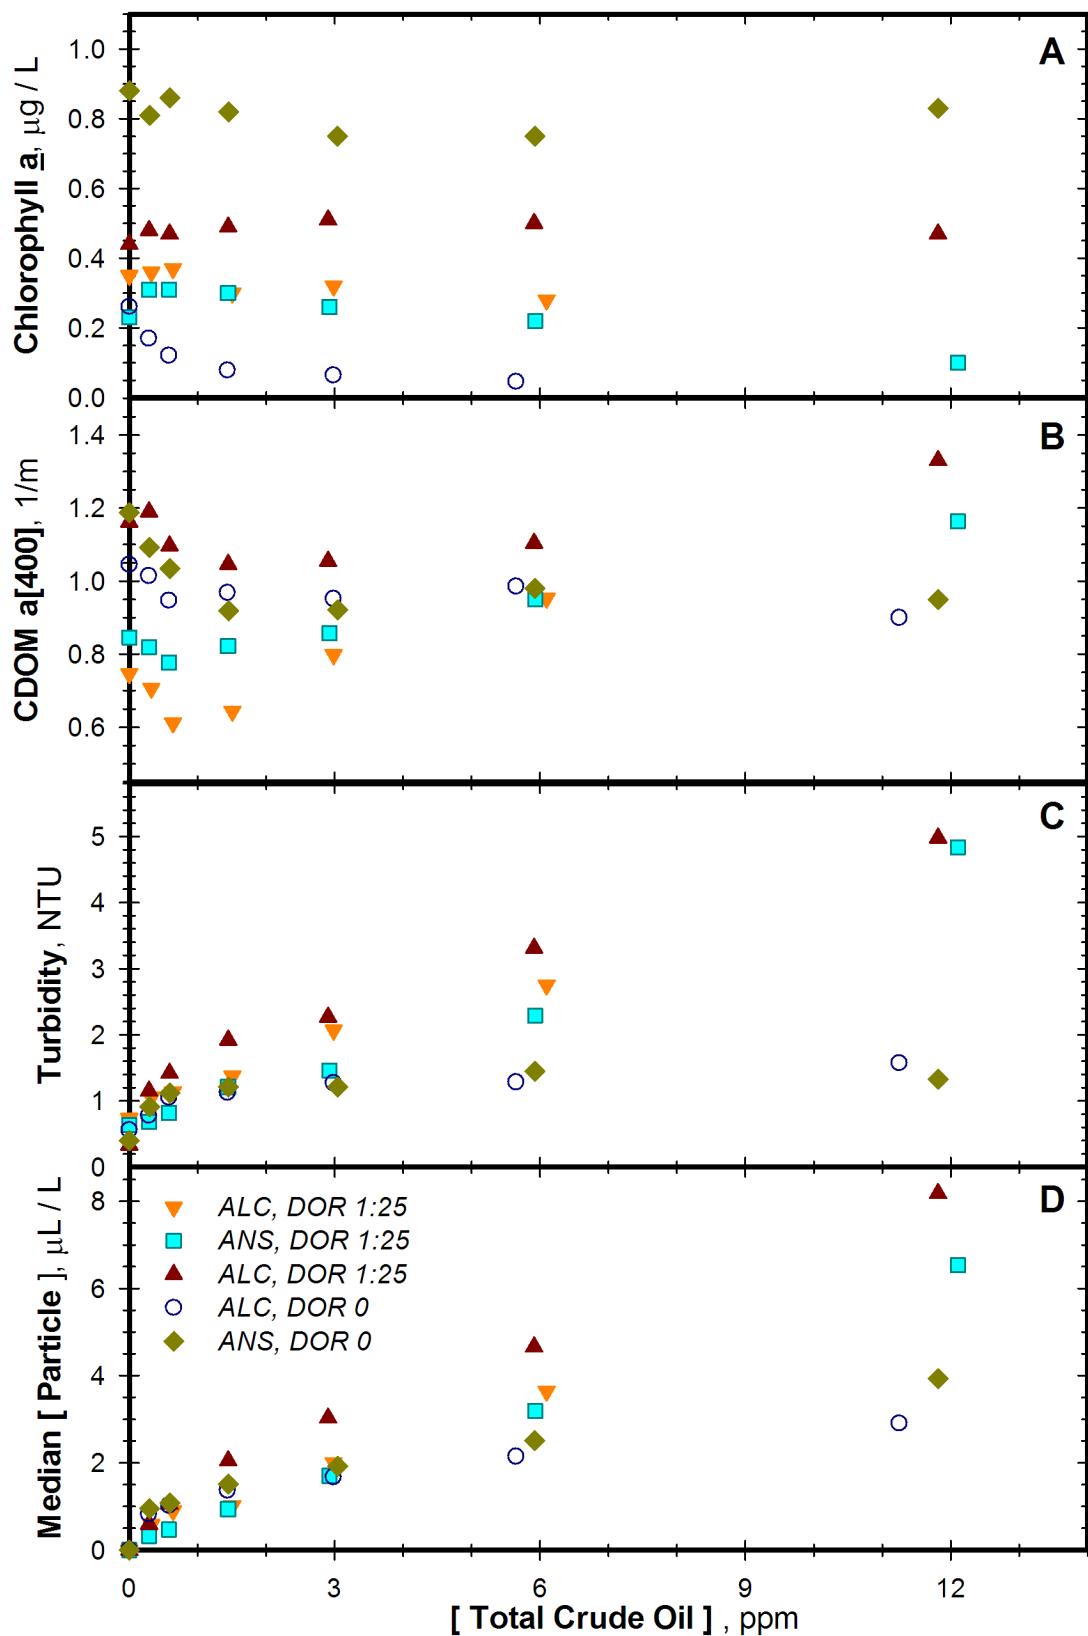 A
1.0
0.8
0.6
0.4
0.2
0.0
Chlorophyll a, µg / L
B
1.4
1.2
1.0
0.8
0.6
CDOM a[400], 1/m
C
5
4
3
2
1
0
Turbidity, NTU
D
8
6
4
2
0
Median [ Particle ], µL / L
ALC, DOR 1:25
ANS, DOR 1:25
ALC, DOR 1:25
ALC, DOR 0
ANS, DOR 0
0 3 6 9 12
[ Total Crude Oil ] , ppm